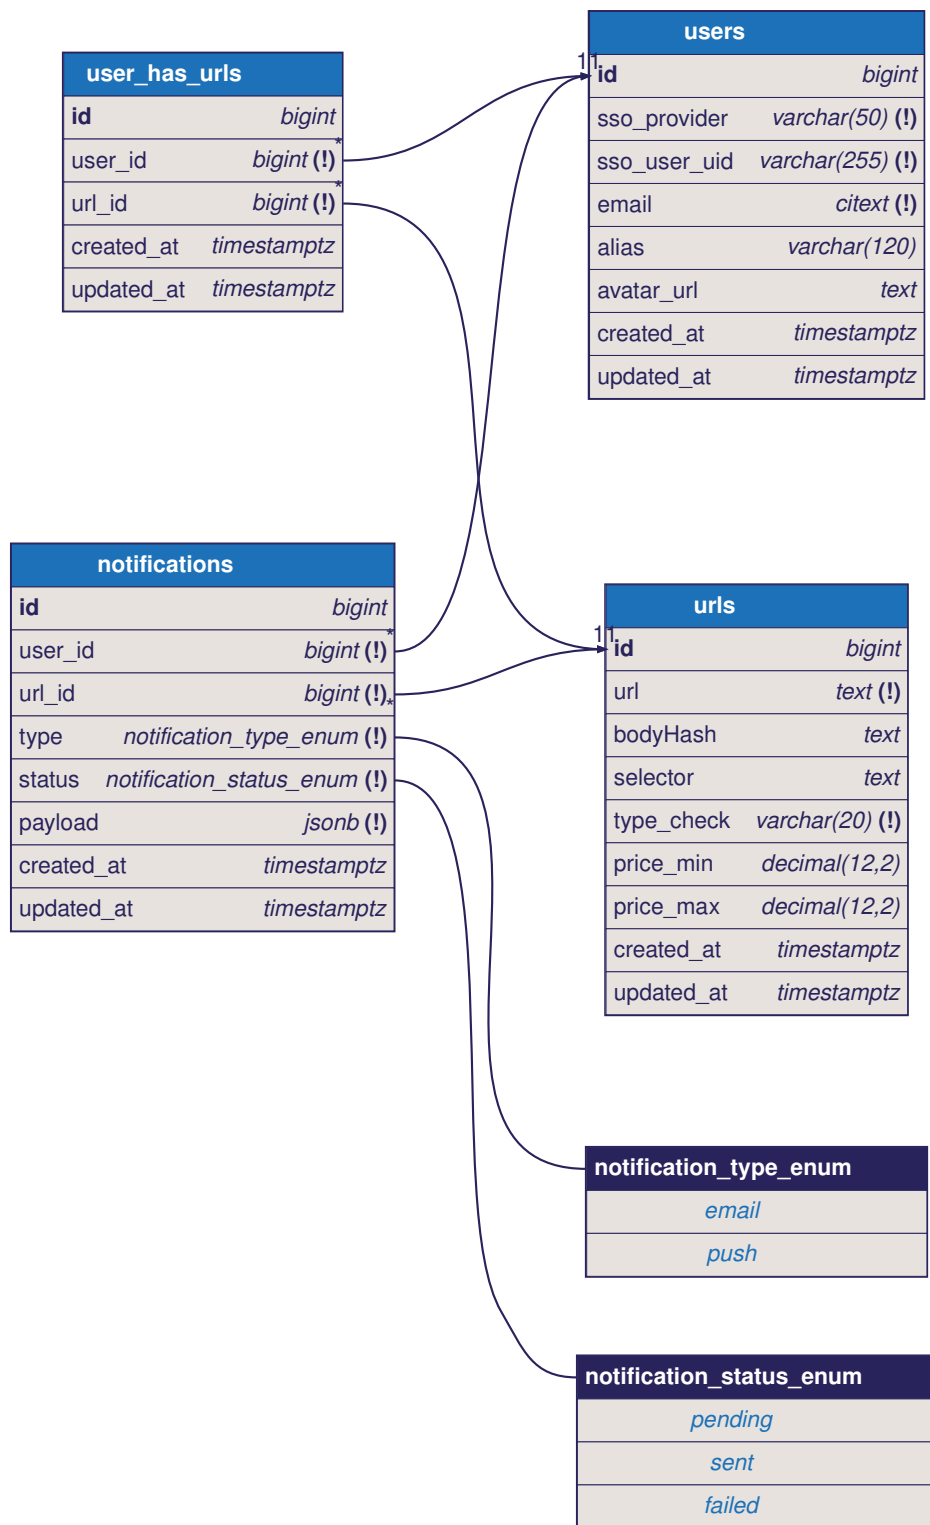 users
11
id bigint
sso_provider varchar(50) (!)
sso_user_uid varchar(255) (!)
email citext (!)
alias varchar(120)
avatar_url text
created_at timestamptz
updated_at timestamptz
user_has_urls
id bigint
*
user_id bigint (!)
*
url_id bigint (!)
created_at timestamptz
updated_at timestamptz
notifications
id bigint
*
user_id bigint (!)
url_id bigint (!)
*
type notification_type_enum (!)
status notification_status_enum (!)
payload jsonb (!)
created_at timestamptz
updated_at timestamptz
urls
11
id bigint
url text (!)
bodyHash text
selector text
type_check varchar(20) (!)
price_min decimal(12,2)
price_max decimal(12,2)
created_at timestamptz
updated_at timestamptz
notification_type_enum
email
push
notification_status_enum
pending
sent
failed